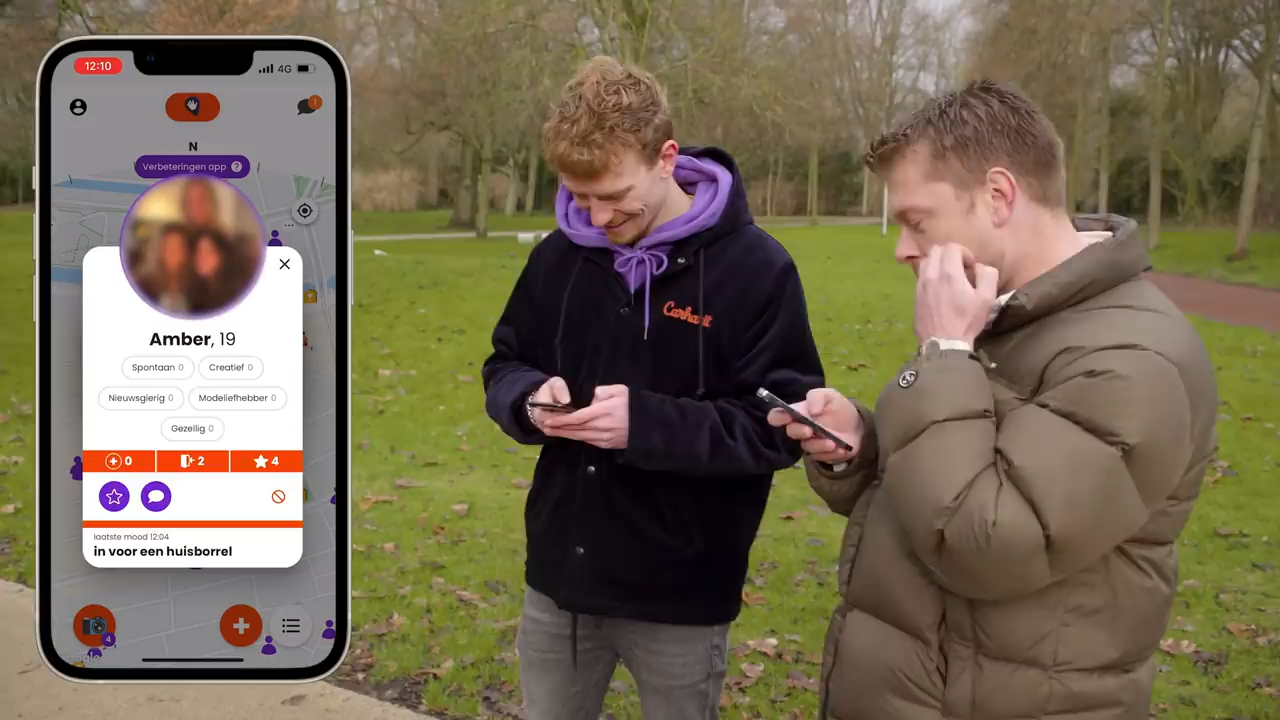 12:10
4G
1
N
Verbeteringen app ?
Amber, 19
Spontaan 0
Creatief 0
Nieuwsgierig 0
Modeliefhebber 0
Gezellig 0
0
2
4
laatste mood 12:04
in voor een huisborrel
4
Carhartt